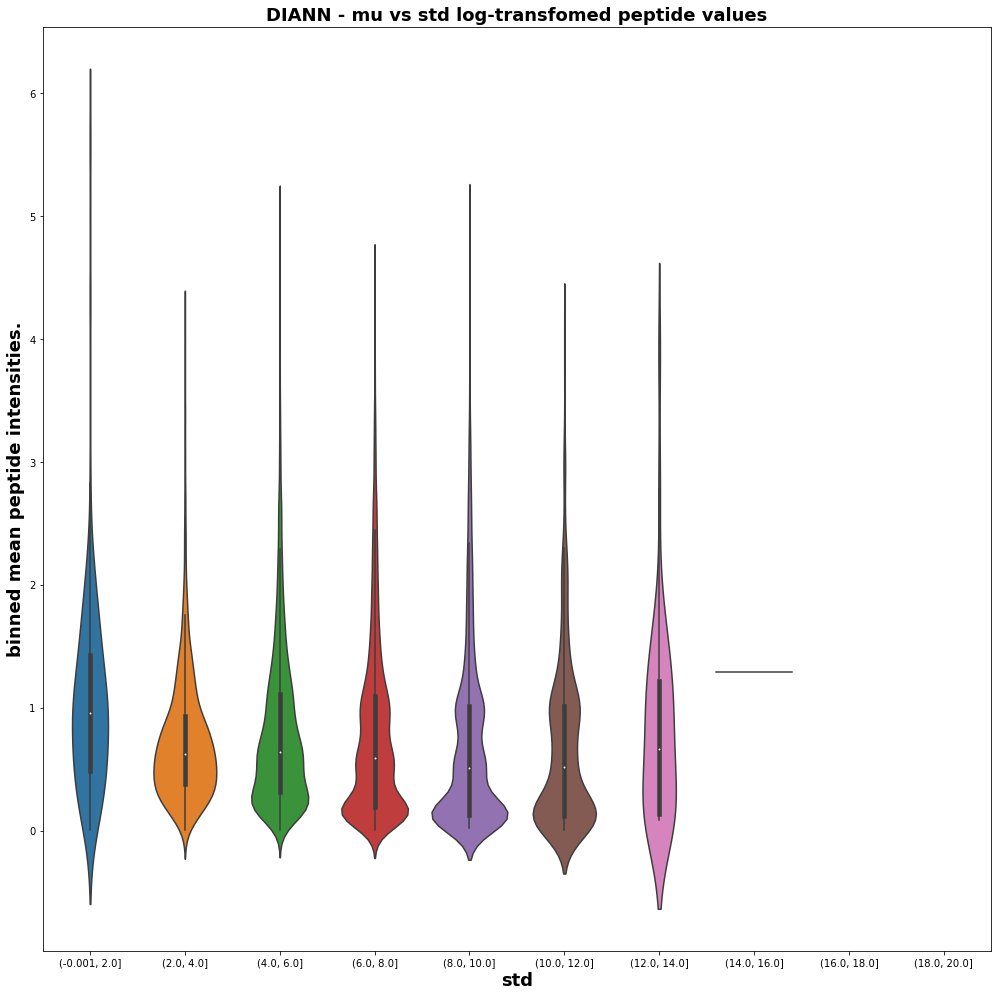 DIANN - mu vs std log-transfomed peptide values
binned mean peptide intensities.
6
5
4
3
2
1
0
(-0.001, 2.0] (2.0, 4.0] (4.0, 6.0] (6.0, 8.0] (8.0, 10.0] (10.0, 12.0] (12.0, 14.0] (14.0, 16.0] (16.0, 18.0] (18.0, 20.0]
std